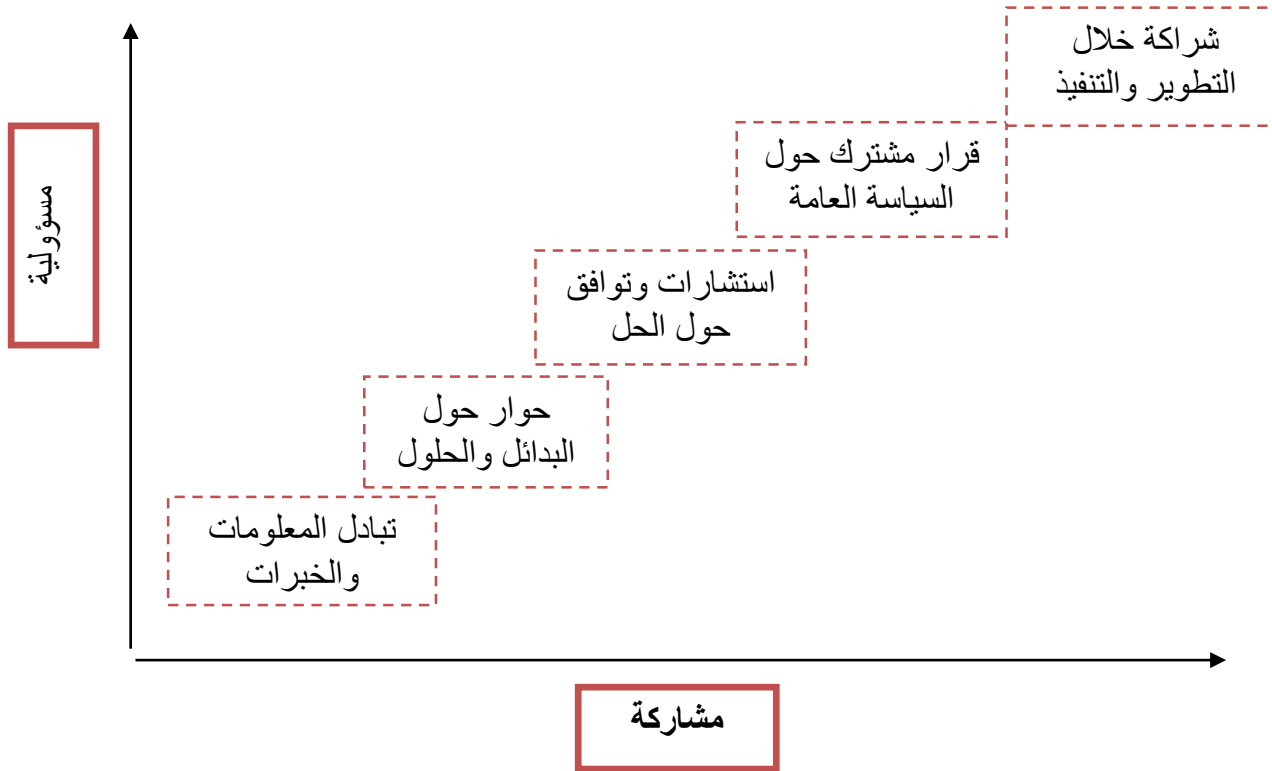 شراكة خلال
التطوير والتنفيذ
قرار مشترك حول
السياسة العامة
مسؤولية
استشارات وتوافق
حول الحل
حوار حول
البدائل والحلول
تبادل المعلومات
والخبرات
مشاركة